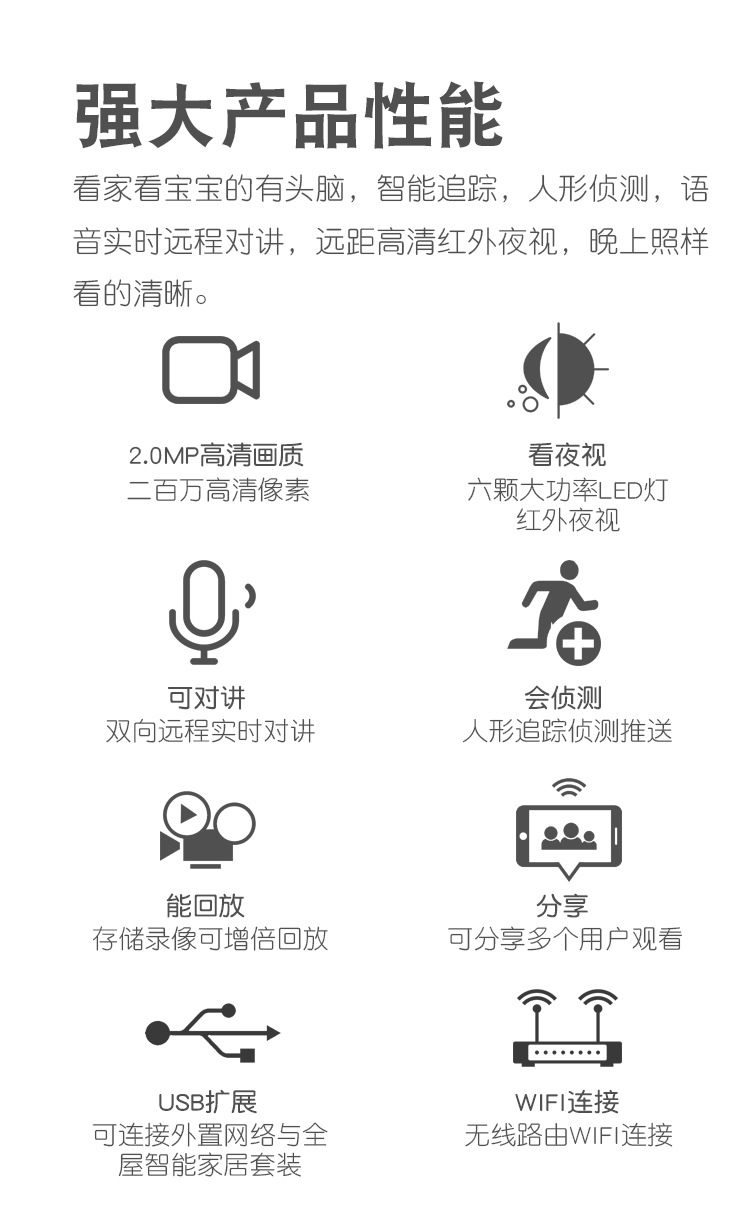 强大产品性能
看家看宝宝的有头脑，智能追踪，人形侦测，语
音实时远程对讲，远距高清红外夜视，晚上照样
看的清晰。
2.0MP高清画质
二百万高清像素
看夜视
六颗大功率LED灯
红外夜视
可对讲
双向远程实时对讲
会侦测
人形追踪侦测推送
能回放
存储录像可增倍回放
分享
可分享多个用户观看
USB扩展
可连接外置网络与全
屋智能家居套装
WIFI连接
无线路由WIFI连接